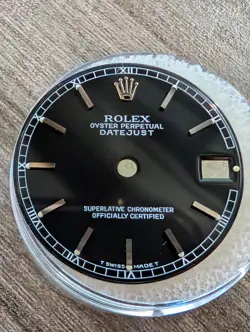 XII
ROLEX
OYSTER PERPETUAL
DATEJUST
SUPERLATIVE CHRONOMETER
OFFICIALLY CERTIFIED
T SWISS MADE T